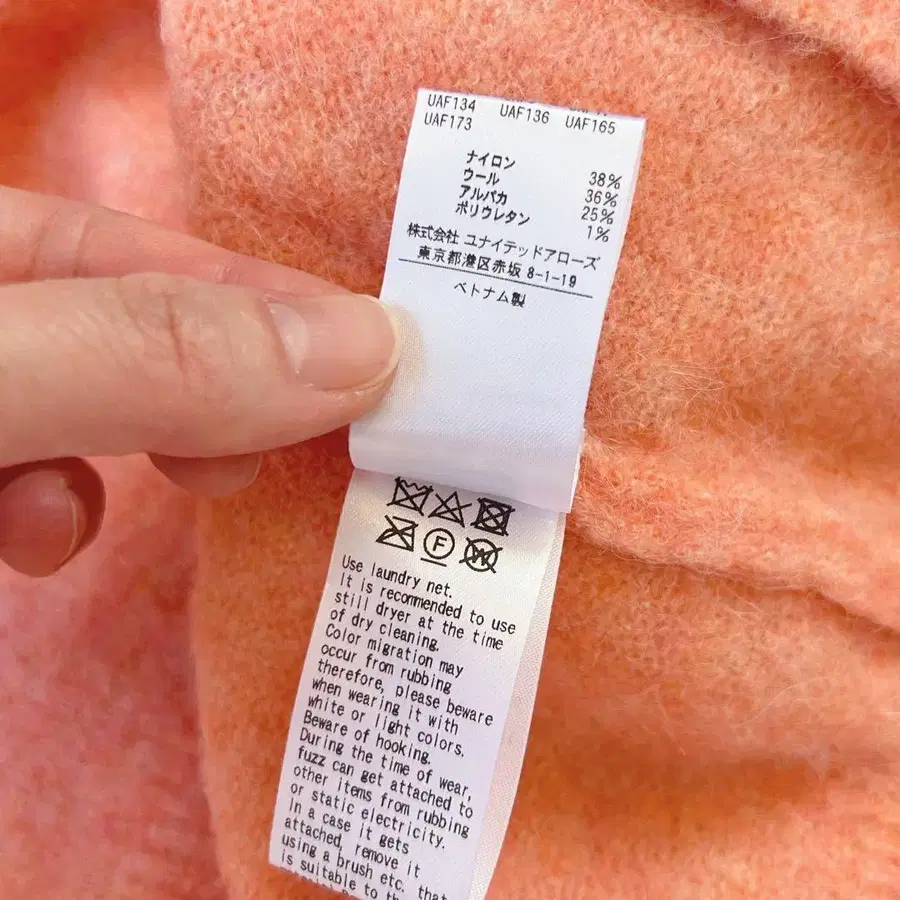 UAF134 UAF136 UAF165
UAF173
ナイロン 38%
ウール 36%
アルパカ 25%
ポリウレタン 1%
株式会社 ユナイテッドアローズ
東京都港区赤坂 8-1-19
ベトナム製
F
W
Use laundry net.
It is recommended to use
still dryer at the time
of dry cleaning.
Color migration may
occur from rubbing
therefore, please beware
when wearing it with
white or light colors.
Beware of hooking.
During the time of wear,
fuzz can get attached to
other items from rubbing
or static electricity.
In a case it gets
attached, remove it
using a brush etc. that
is suitable to the